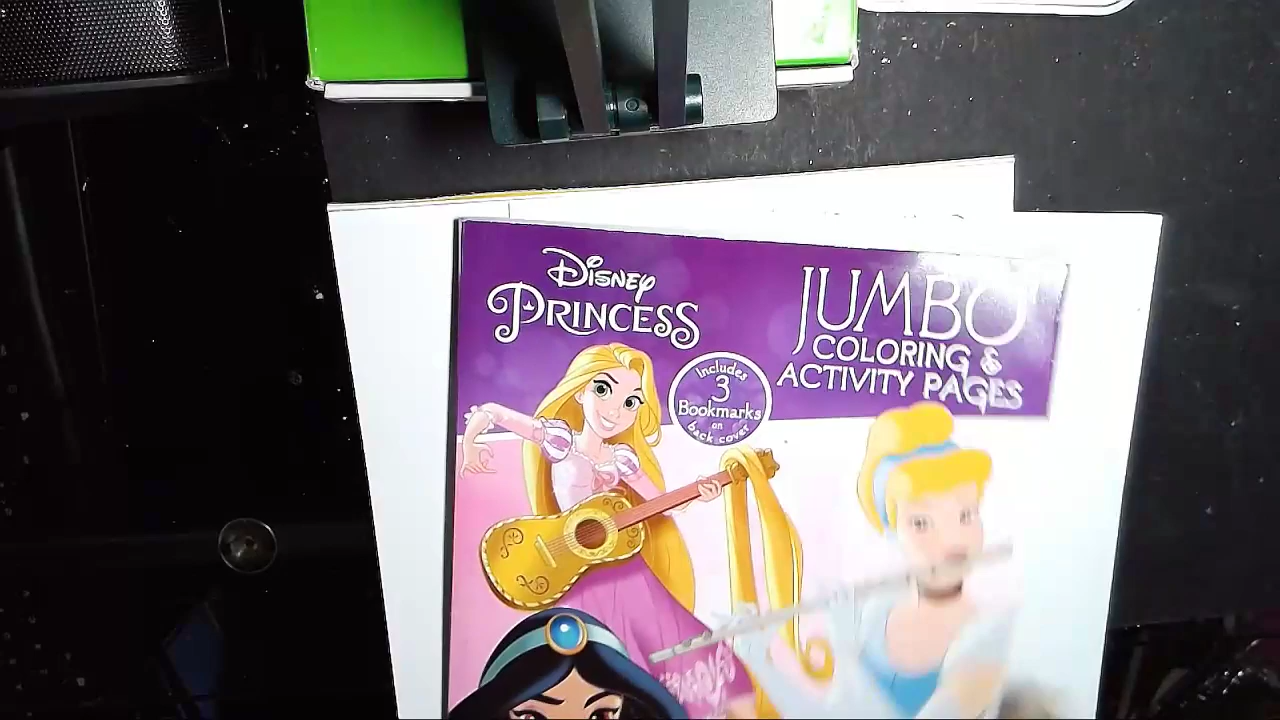 Disney
PRINCESS
JUMBO
COLORING &
ACTIVITY PAGES
Includes
3
Bookmarks
on
back cover